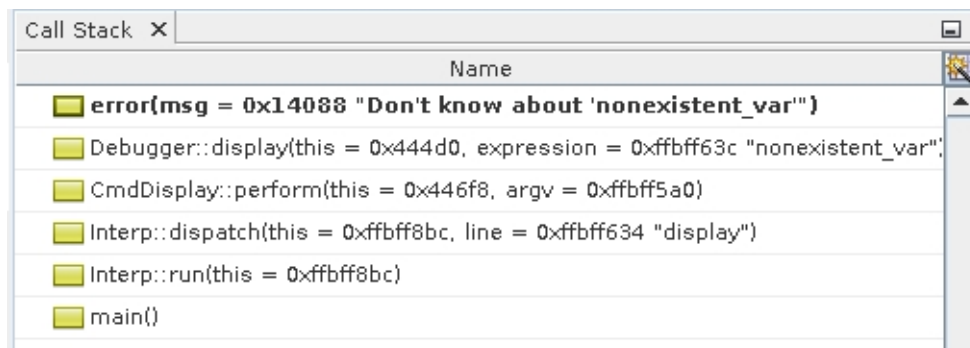 Call Stack
Name
error(msg = 0x14088 "Don't know about 'nonexistent_var'")
Debugger::display(this = 0x444d0, expression = 0xffbff63c "nonexistent_var")
CmdDisplay::perform(this = 0x446f8, argv = 0xffbff5a0)
Interp::dispatch(this = 0xffbff8bc, line = 0xffbff634 "display")
Interp::run(this = 0xffbff8bc)
main()